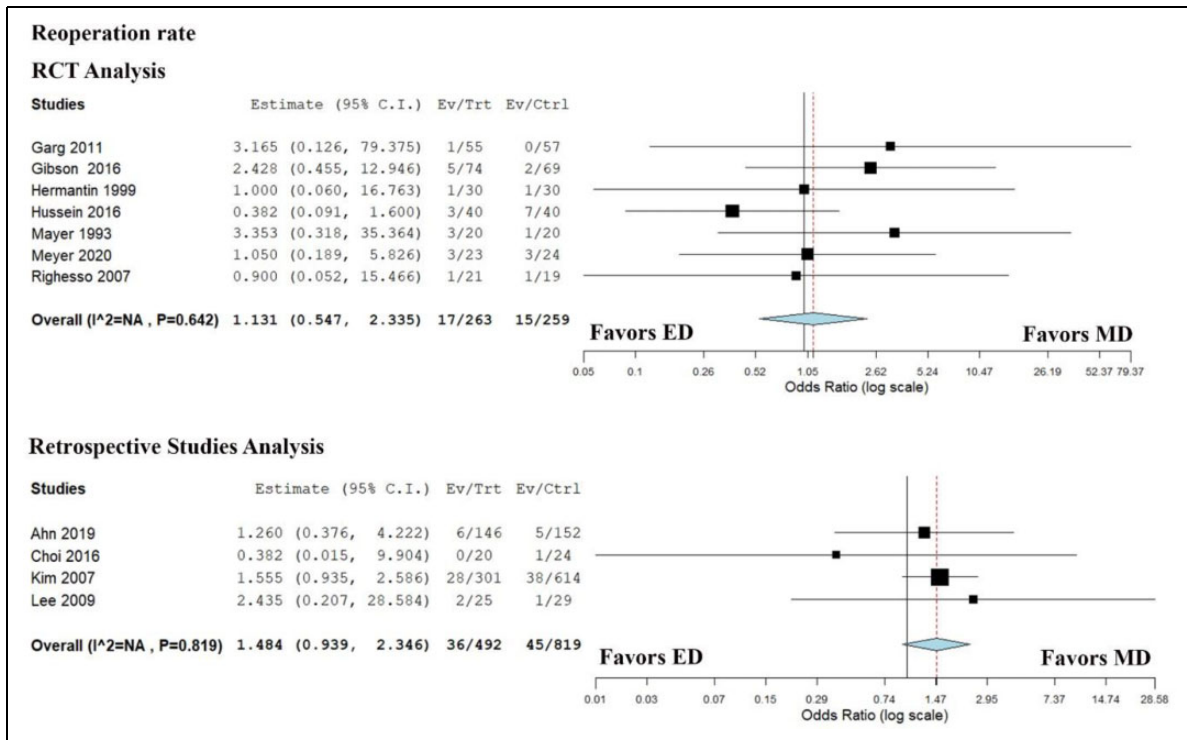 Reoperation rate
RCT Analysis
Studies Estimate (95% C.I.) Ev/Trt Ev/Ctrl
Garg 2011 3.165 (0.126, 79.375) 1/55 0/57
Gibson 2016 2.428 (0.455, 12.946) 5/74 2/69
Hermantin 1999 1.000 (0.060, 16.763) 1/30 1/30
Hussein 2016 0.382 (0.091, 1.600) 3/40 7/40
Mayer 1993 3.353 (0.318, 35.364) 3/20 1/20
Meyer 2020 1.050 (0.189, 5.826) 3/23 3/24
Righesso 2007 0.900 (0.052, 15.466) 1/21 1/19
Overall (I^2=NA , P=0.642) 1.131 (0.547, 2.335) 17/263 15/259
Favors ED Favors MD
0.05 0.1 0.26 0.52 1.05 2.62 5.24 10.47 26.19 52.37 79.37
Odds Ratio (log scale)
Retrospective Studies Analysis
Studies Estimate (95% C.I.) Ev/Trt Ev/Ctrl
Ahn 2019 1.260 (0.376, 4.222) 6/146 5/152
Choi 2016 0.382 (0.015, 9.904) 0/20 1/24
Kim 2007 1.555 (0.935, 2.586) 28/301 38/614
Lee 2009 2.435 (0.207, 28.584) 2/25 1/29
Overall (I^2=NA , P=0.819) 1.484 (0.939, 2.346) 36/492 45/819
Favors ED Favors MD
0.01 0.03 0.07 0.15 0.29 0.74 1.47 2.95 7.37 14.74 28.58
Odds Ratio (log scale)